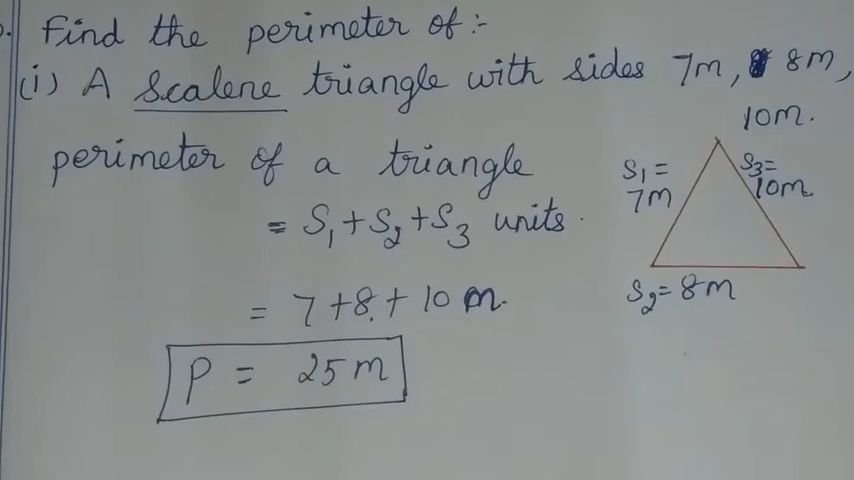 Find the perimeter of :-
(i) A Scalene triangle with sides 7m, 8m,
10m.
perimeter of a triangle
= S₁+S₂+S₃ units.
= 7+8+10 m.
P = 25 m
S₁=
7m
S₃=
10m
S₂=8m